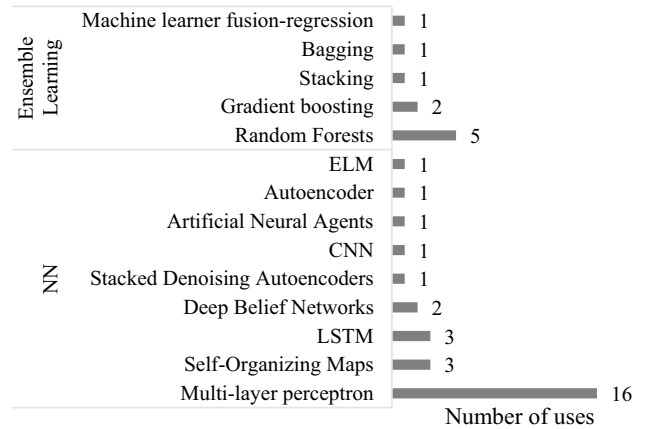 Ensemble
Learning
Machine learner fusion-regression 1
Bagging 1
Stacking 1
Gradient boosting 2
Random Forests 5
NN
ELM 1
Autoencoder 1
Artificial Neural Agents 1
CNN 1
Stacked Denoising Autoencoders 1
Deep Belief Networks 2
LSTM 3
Self-Organizing Maps 3
Multi-layer perceptron 16
Number of uses